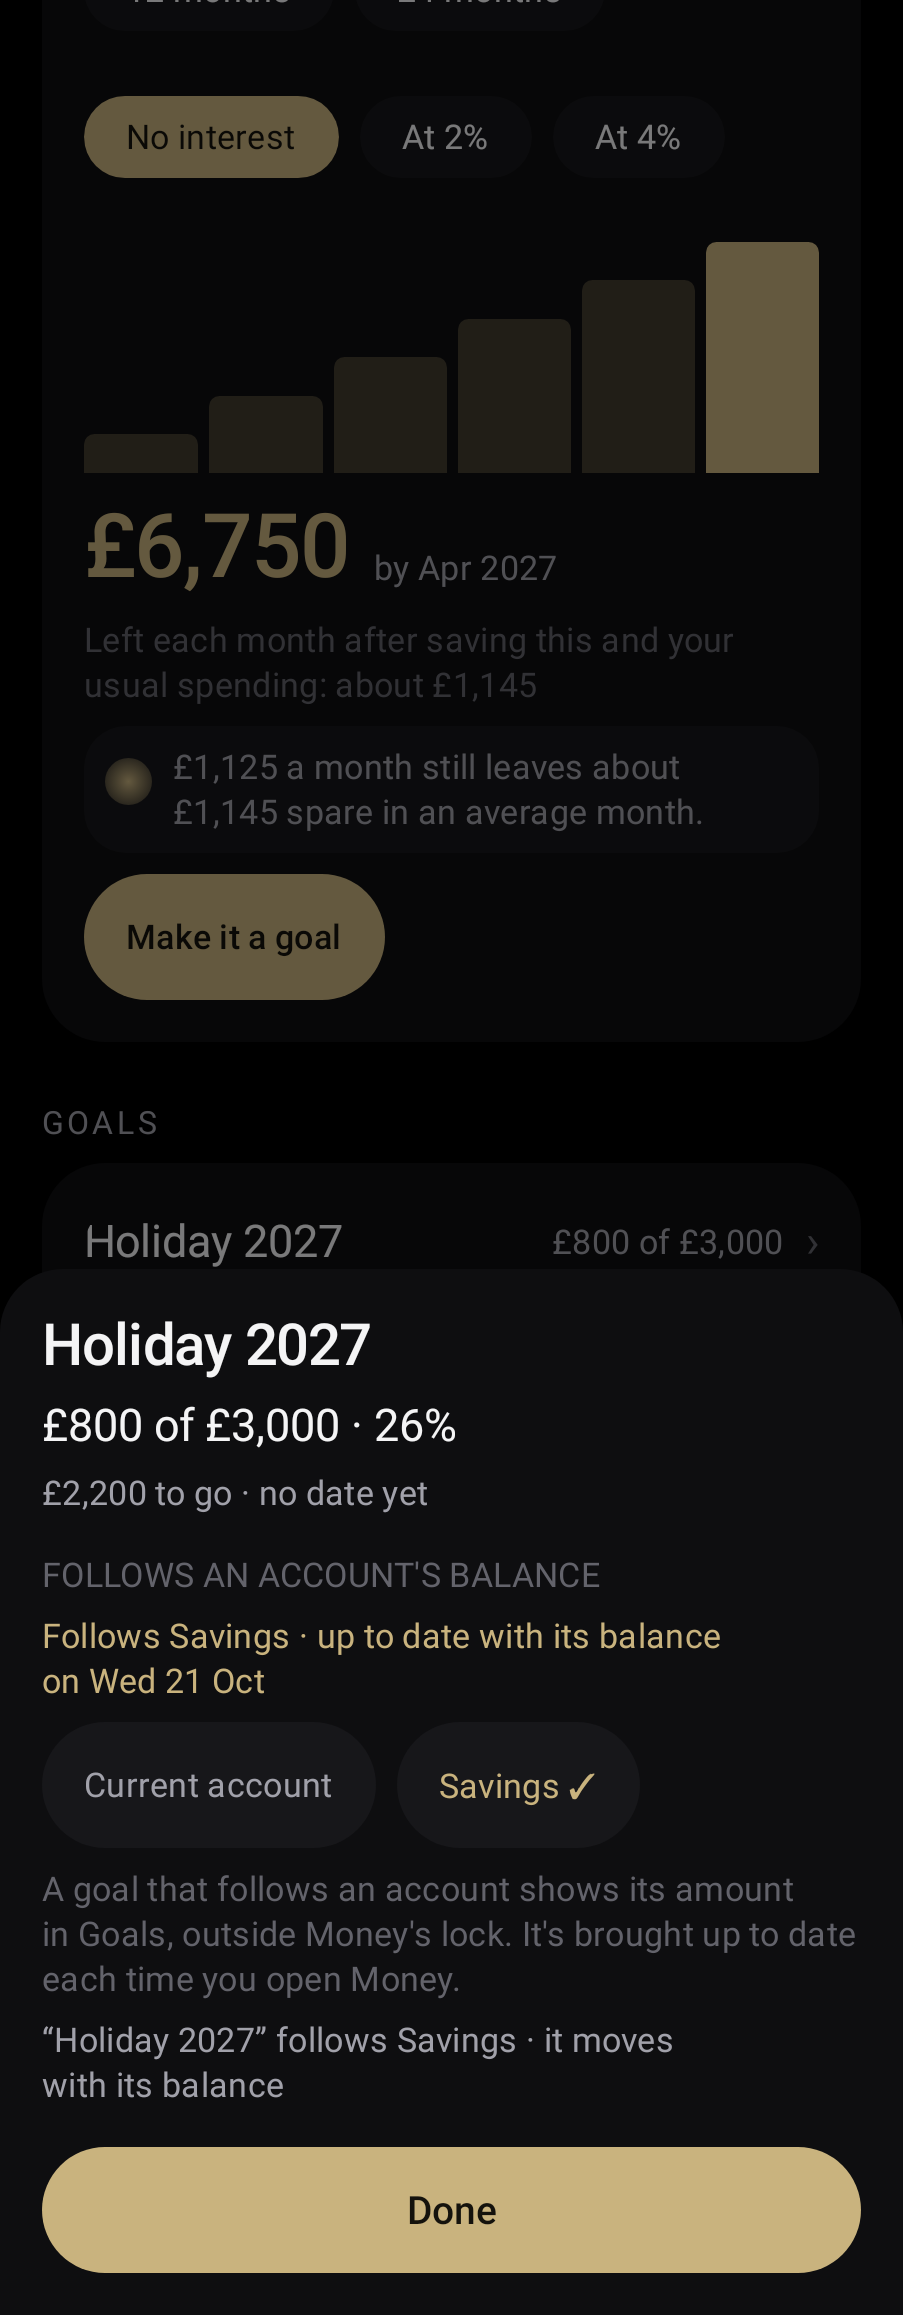 12 months 24 months
No interest At 2% At 4%
£6,750 by Apr 2027
Left each month after saving this and your
usual spending: about £1,145
£1,125 a month still leaves about
£1,145 spare in an average month.
Make it a goal
GOALS
Holiday 2027 £800 of £3,000 ›
Holiday 2027
£800 of £3,000 · 26%
£2,200 to go · no date yet
FOLLOWS AN ACCOUNT'S BALANCE
Follows Savings · up to date with its balance
on Wed 21 Oct
Current account Savings ✓
A goal that follows an account shows its amount
in Goals, outside Money's lock. It's brought up to date
each time you open Money.
“Holiday 2027” follows Savings · it moves
with its balance
Done